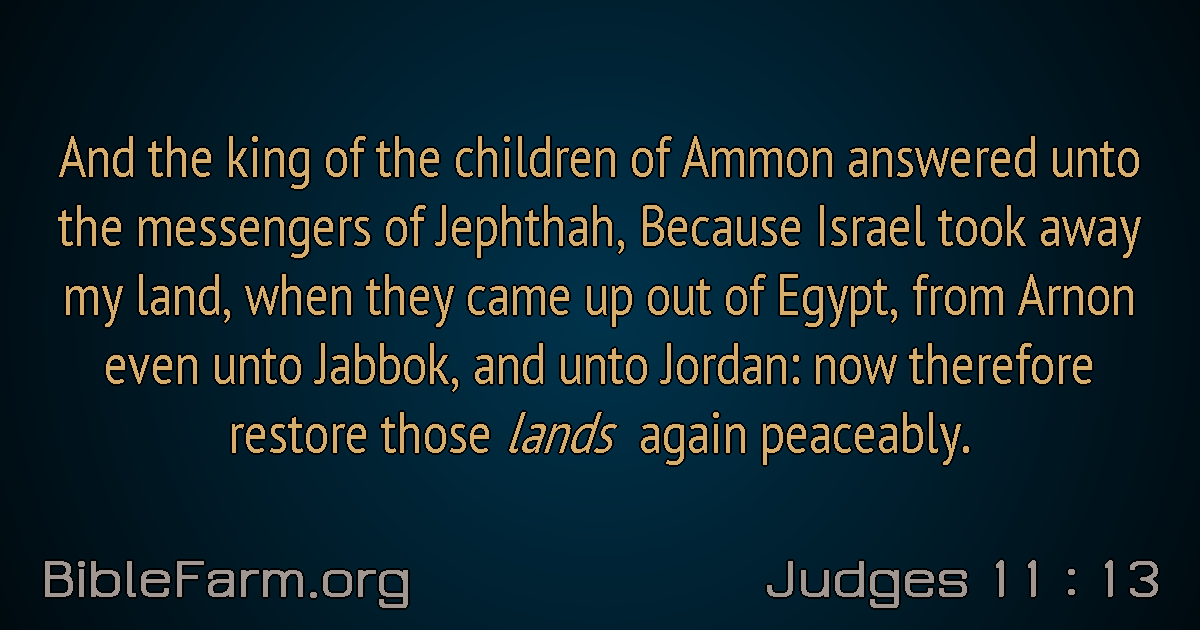 And the king of the children of Ammon answered unto
the messengers of Jephthah, Because Israel took away
my land, when they came up out of Egypt, from Arnon
even unto Jabbok, and unto Jordan: now therefore
restore those lands again peaceably.
BibleFarm.org
Judges 11 : 13